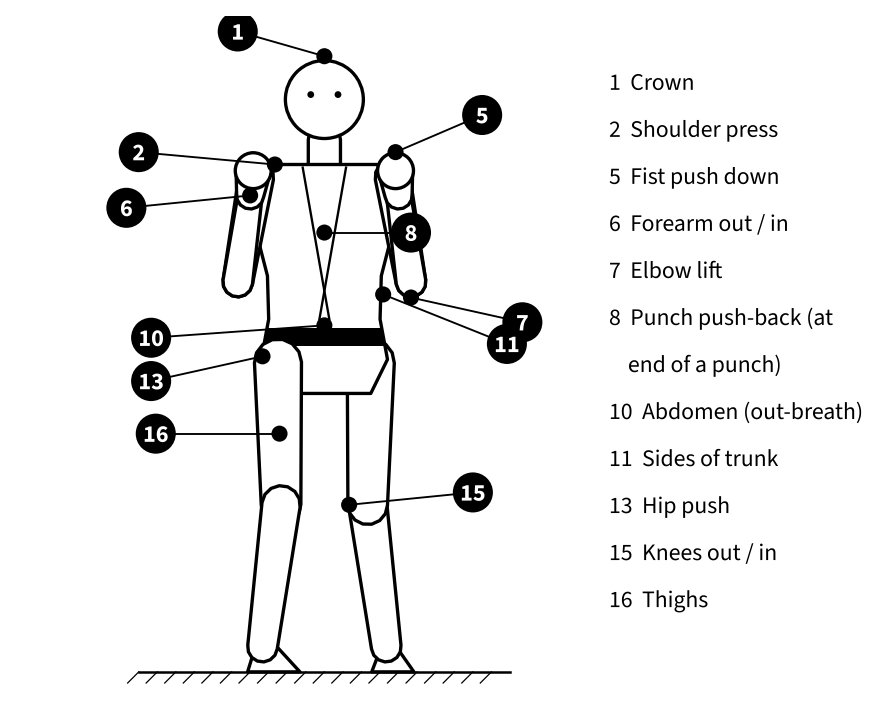 1
5
2
6
8
7
11
10
13
16
15
1 Crown
2 Shoulder press
5 Fist push down
6 Forearm out / in
7 Elbow lift
8 Punch push-back (at
end of a punch)
10 Abdomen (out-breath)
11 Sides of trunk
13 Hip push
15 Knees out / in
16 Thighs